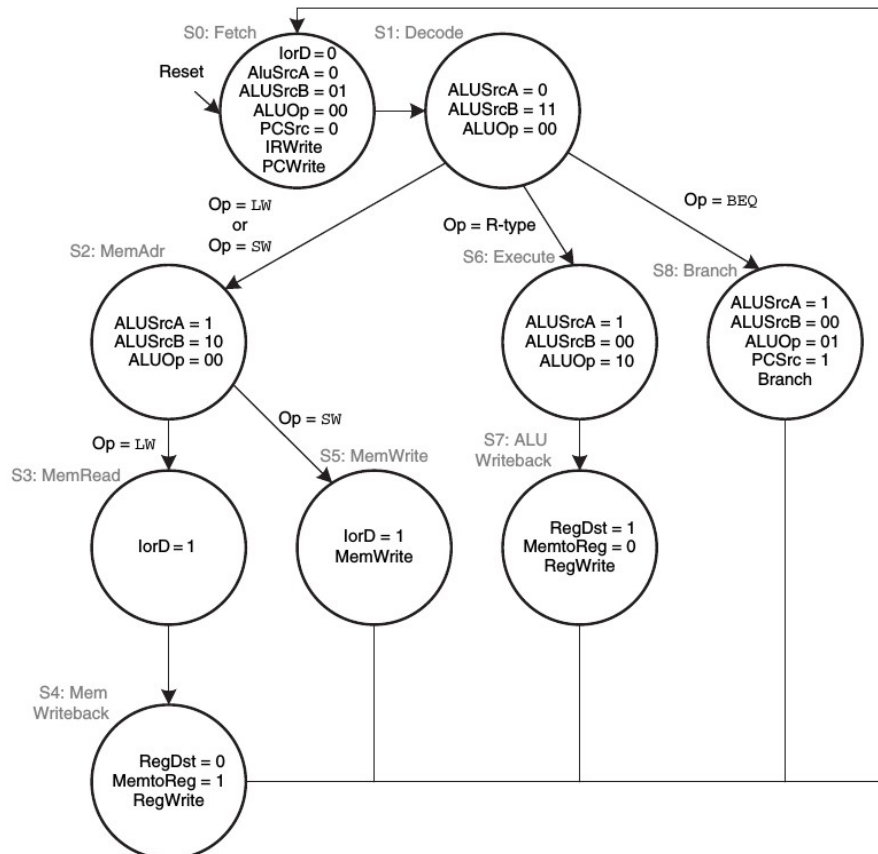 S0: Fetch
S1: Decode
Reset
IorD = 0
AluSrcA = 0
ALUSrcB = 01
ALUOp = 00
PCSrc = 0
IRWrite
PCWrite
ALUSrcA = 0
ALUSrcB = 11
ALUOp = 00
Op = LW
or
Op = SW
Op = R-type
Op = BEQ
S2: MemAdr
S6: Execute
S8: Branch
ALUSrcA = 1
ALUSrcB = 10
ALUOp = 00
ALUSrcA = 1
ALUSrcB = 00
ALUOp = 10
ALUSrcA = 1
ALUSrcB = 00
ALUOp = 01
PCSrc = 1
Branch
Op = LW
Op = SW
S3: MemRead
S5: MemWrite
S7: ALU
Writeback
IorD = 1
IorD = 1
MemWrite
RegDst = 1
MemtoReg = 0
RegWrite
S4: Mem
Writeback
RegDst = 0
MemtoReg = 1
RegWrite